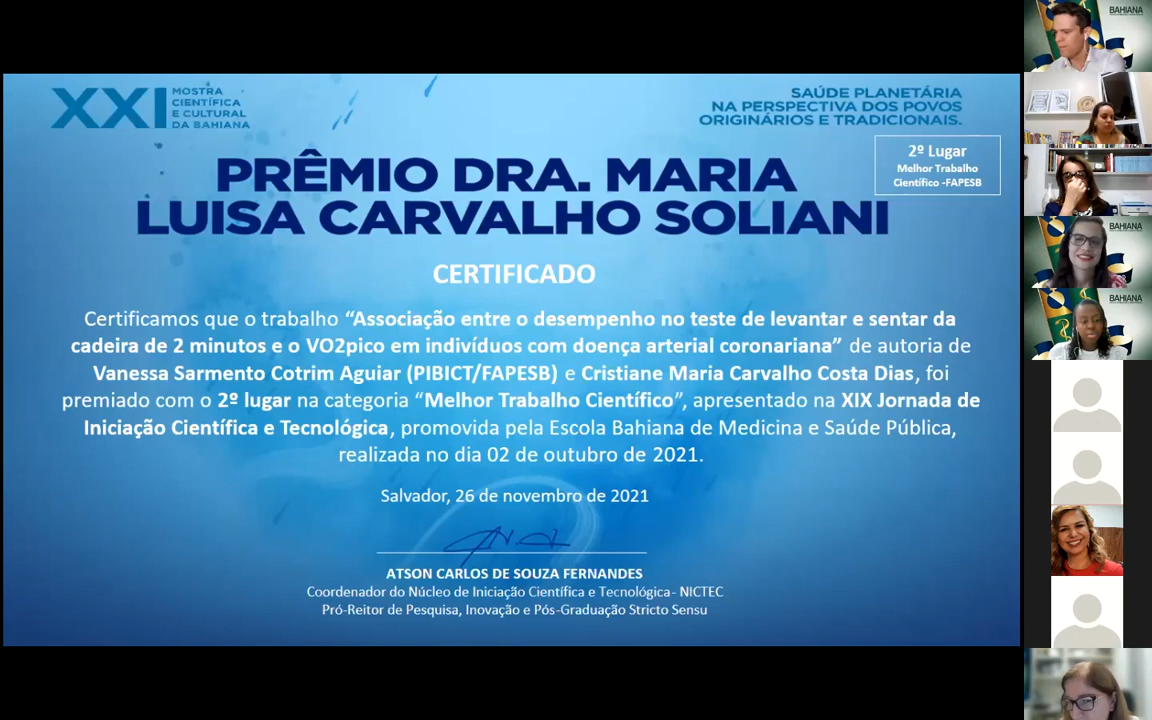 XXI
MOSTRA
CIENTÍFICA
E CULTURAL
DA BAHIANA
SAÚDE PLANETÁRIA
NA PERSPECTIVA DOS POVOS
ORIGINÁRIOS E TRADICIONAIS.
2º Lugar
Melhor Trabalho
Científico -FAPESB
PRÊMIO DRA. MARIA
LUISA CARVALHO SOLIANI
CERTIFICADO
Certificamos que o trabalho “Associação entre o desempenho no teste de levantar e sentar da
cadeira de 2 minutos e o VO2pico em indivíduos com doença arterial coronariana” de autoria de
Vanessa Sarmento Cotrim Aguiar (PIBICT/FAPESB) e Cristiane Maria Carvalho Costa Dias, foi
premiado com o 2º lugar na categoria “Melhor Trabalho Científico”, apresentado na XIX Jornada de
Iniciação Científica e Tecnológica, promovida pela Escola Bahiana de Medicina e Saúde Pública,
realizada no dia 02 de outubro de 2021.
Salvador, 26 de novembro de 2021
ATSON CARLOS DE SOUZA FERNANDES
Coordenador do Núcleo de Iniciação Científica e Tecnológica - NICTEC
Pró-Reitor de Pesquisa, Inovação e Pós-Graduação Stricto Sensu
BAHIANA
BAHIANA
BAHIANA